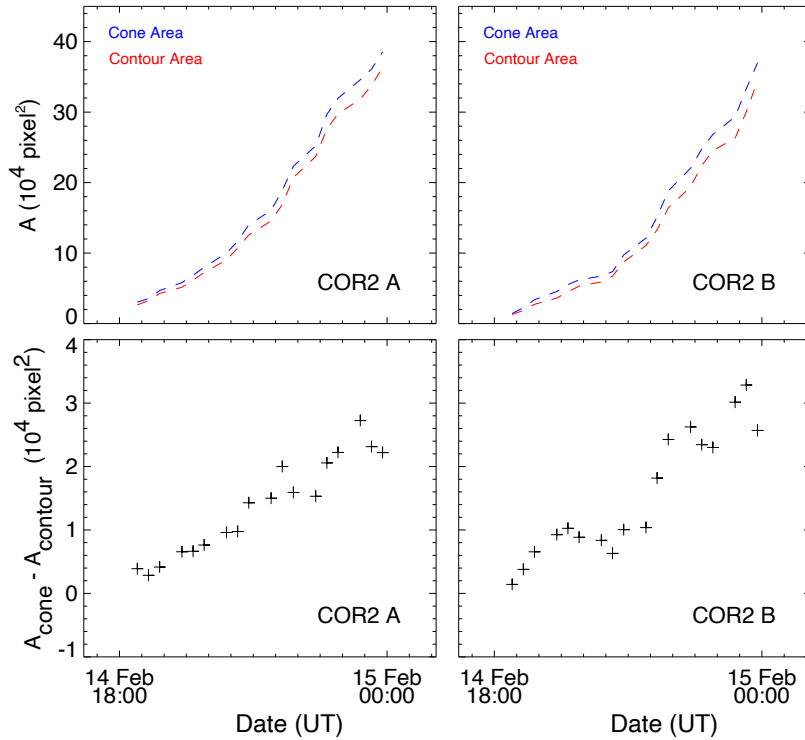 Cone Area
Contour Area
Cone Area
Contour Area
40
30
20
10
0
A (10⁴ pixel²)
COR2 A
COR2 B
4
3
2
1
0
-1
A_cone - A_contour (10⁴ pixel²)
COR2 A
COR2 B
14 Feb
18:00
15 Feb
00:00
14 Feb
18:00
15 Feb
00:00
Date (UT)
Date (UT)